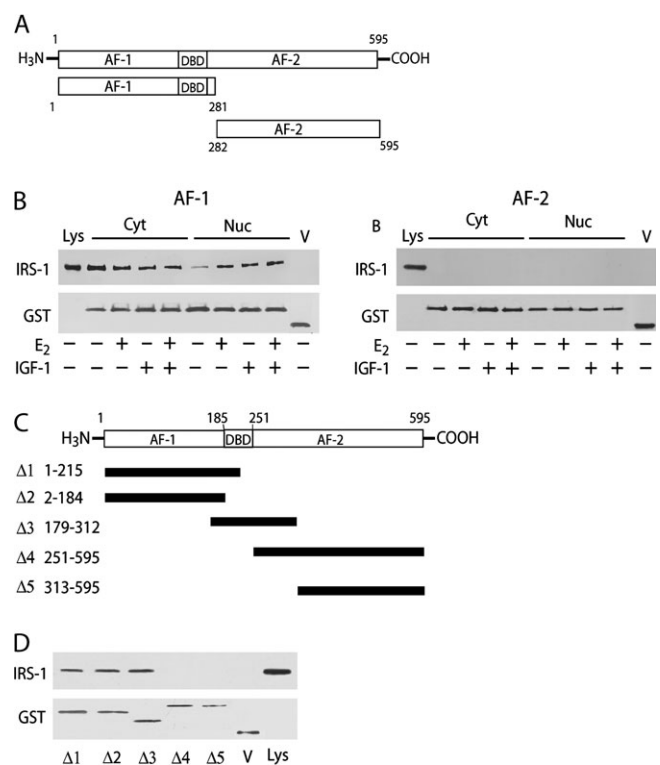 A
1 595
H₃N AF-1 DBD AF-2 COOH
AF-1 DBD
1 281
AF-2
282 595
B AF-1
Lys Cyt Nuc V
IRS-1
GST
E₂ − − + − + − + − + −
IGF-1 − − − + + − − + + −
AF-2
B Lys Cyt Nuc V
IRS-1
GST
E₂ − − + − + − + − + −
IGF-1 − − − + + − − + + −
C
1 185 251 595
H₃N AF-1 DBD AF-2 COOH
Δ1 1-215
Δ2 2-184
Δ3 179-312
Δ4 251-595
Δ5 313-595
D
IRS-1
GST
Δ1 Δ2 Δ3 Δ4 Δ5 V Lys